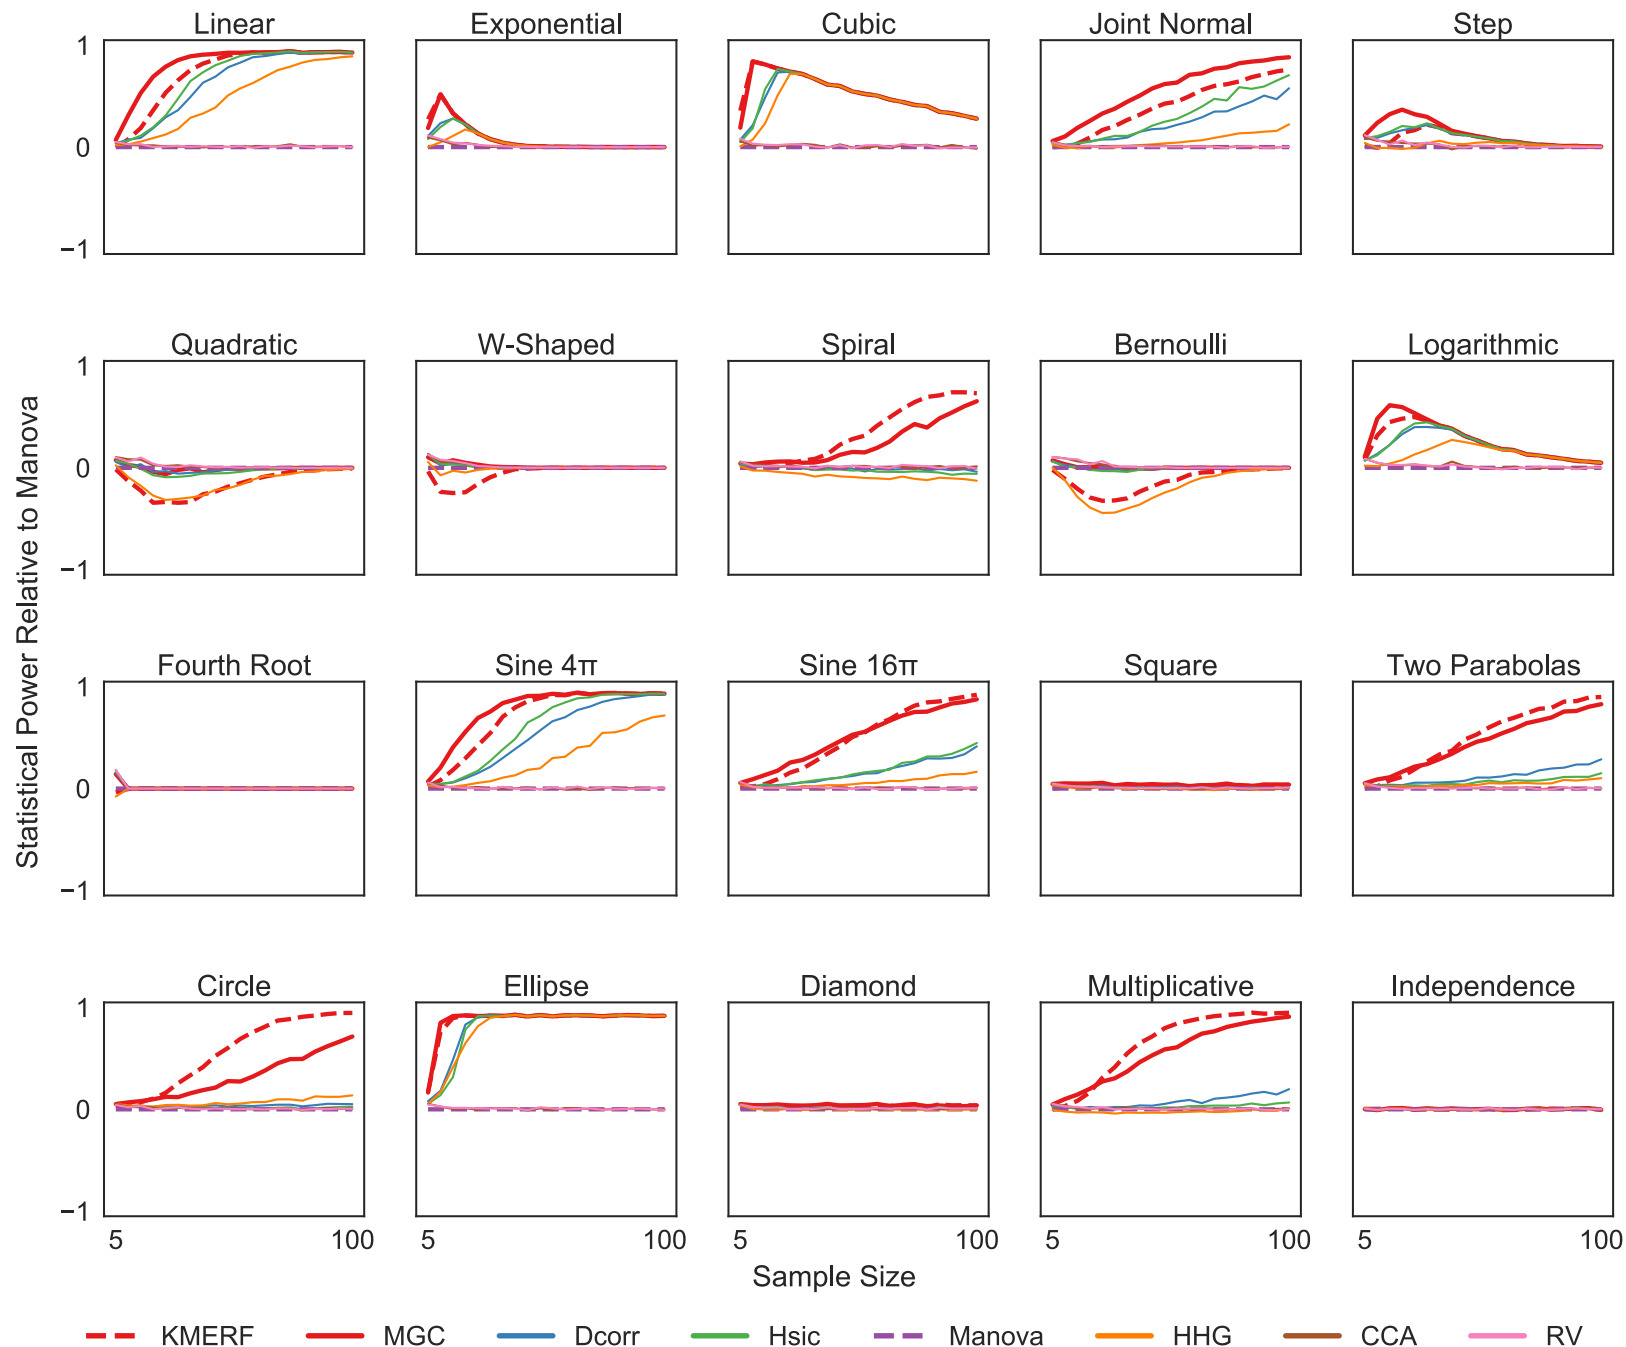 Linear Exponential Cubic Joint Normal Step
1
0
−1
Quadratic W-Shaped Spiral Bernoulli Logarithmic
1
0
−1
Statistical Power Relative to Manova
Fourth Root Sine 4π Sine 16π Square Two Parabolas
1
0
−1
Circle Ellipse Diamond Multiplicative Independence
1
0
−1
5 100 5 100 5 100 5 100 5 100
Sample Size
KMERF MGC Dcorr Hsic Manova HHG CCA RV